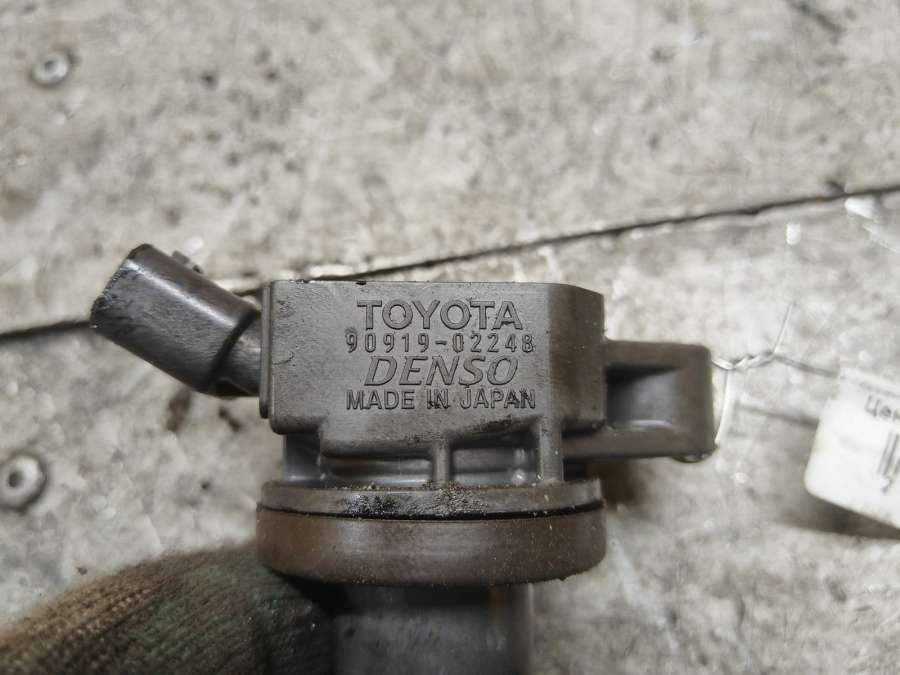 TOYOTA
90919-02248
DENSO
MADE IN JAPAN